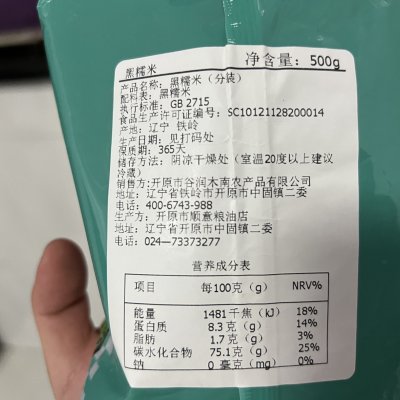 黑糯米
净含量：500g
产品名称：黑糯米（分装）
配料表：黑糯米
执行标准：GB 2715
食品生产许可证编号：SC10121128200014
产地：辽宁 铁岭
生产日期：见打码处
保质期：365天
储存方法：阴凉干燥处（室温20度以上建议
冷藏）
销售方：开原市谷润木南农产品有限公司
地址：辽宁省铁岭市开原市中固镇二委
电话：400-6743-988
生产方：开原市顺意粮油店
地址：辽宁省开原市中固镇二委
电话：024—73373277
营养成分表
项目 每100克（g） NRV%
能量 1481千焦（kJ） 18%
蛋白质 8.3克（g） 14%
脂肪 1.7克（g） 3%
碳水化合物 75.1克（g） 25%
钠 0 毫克（mg） 0%